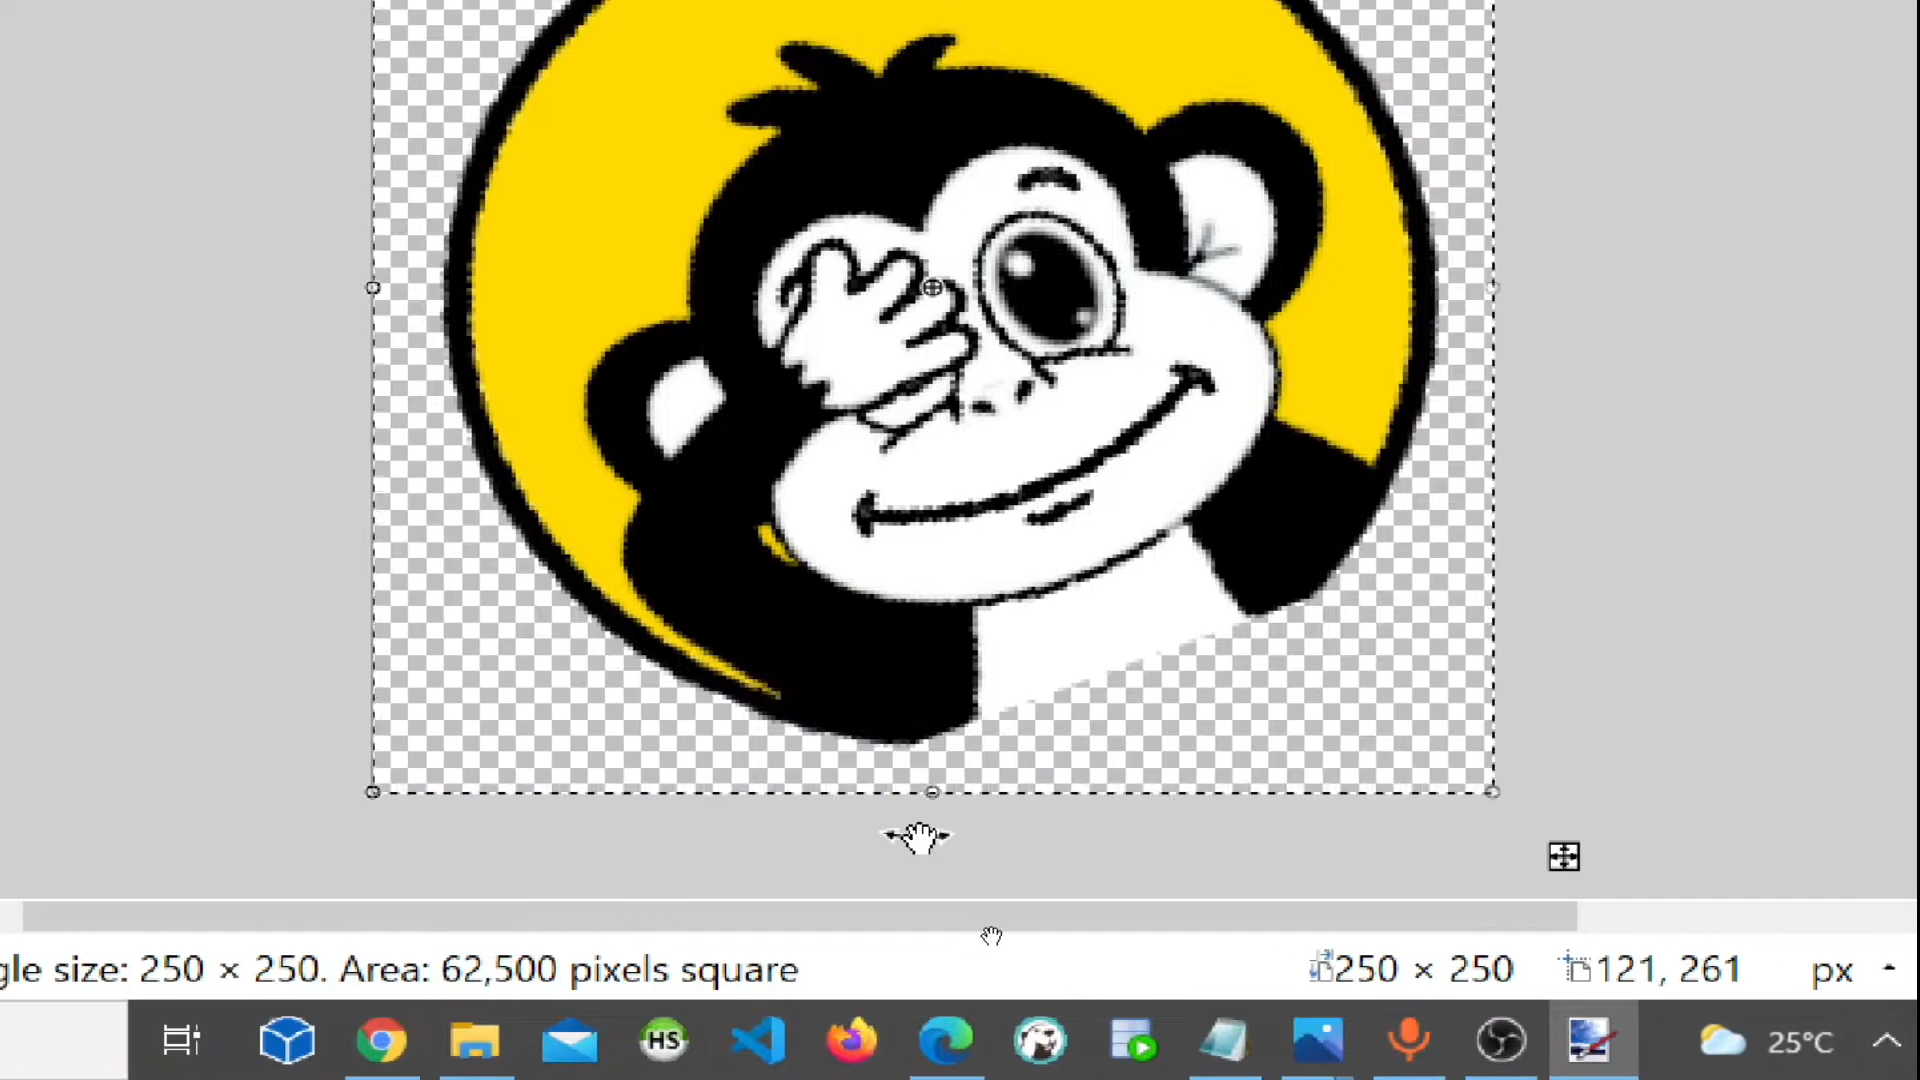 gle size: 250 × 250. Area: 62,500 pixels square
250 × 250
121, 261
px
HS
25°C